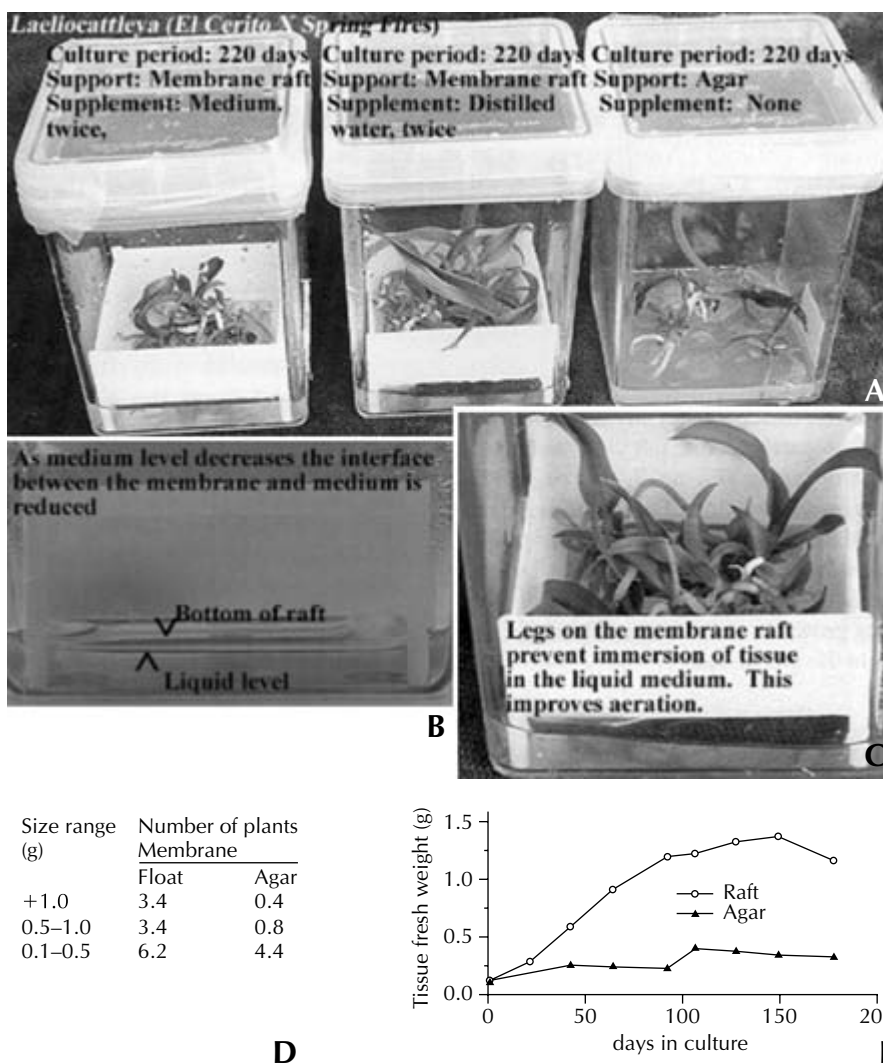 Laeliocattleya (El Cerito X Spring Fires)
Culture period: 220 days
Support: Membrane raft
Supplement: Medium,
twice,
Culture period: 220 days
Support: Membrane raft
Supplement: Distilled
water, twice
Culture period: 220 days
Support: Agar
Supplement: None
A
As medium level decreases the interface
between the membrane and medium is
reduced
Bottom of raft
Liquid level
B
Legs on the membrane raft
prevent immersion of tissue
in the liquid medium. This
improves aeration.
C
Size range
(g)
Number of plants
Membrane
Float Agar
+1.0 3.4 0.4
0.5–1.0 3.4 0.8
0.1–0.5 6.2 4.4
D
Tissue fresh weight (g)
1.5
1.0
0.5
0.0
Raft
Agar
0 50 100 150 20
days in culture